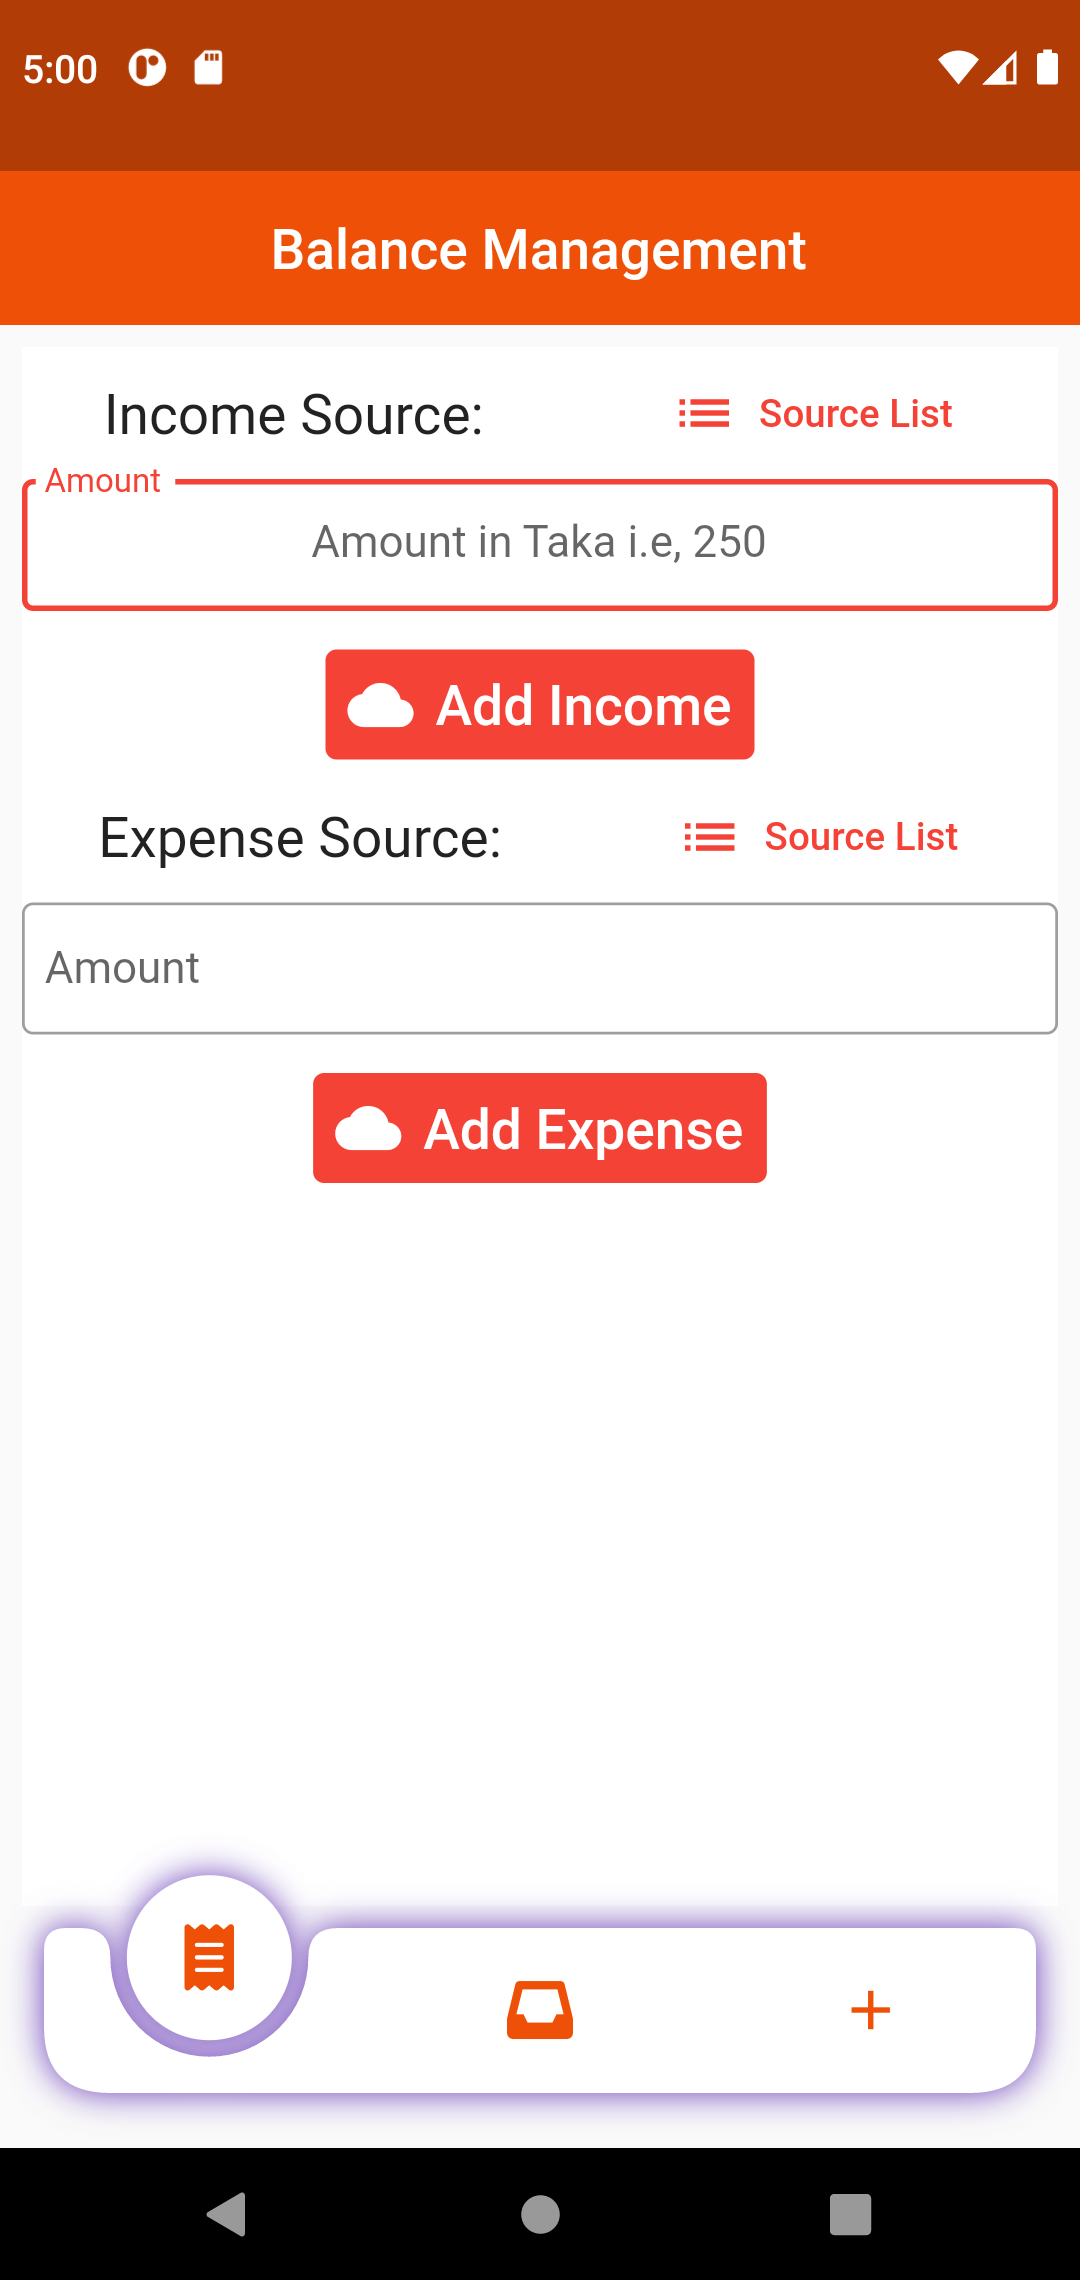 5:00
Balance Management
Income Source:
Source List
Amount
Amount in Taka i.e, 250
Add Income
Expense Source:
Source List
Amount
Add Expense